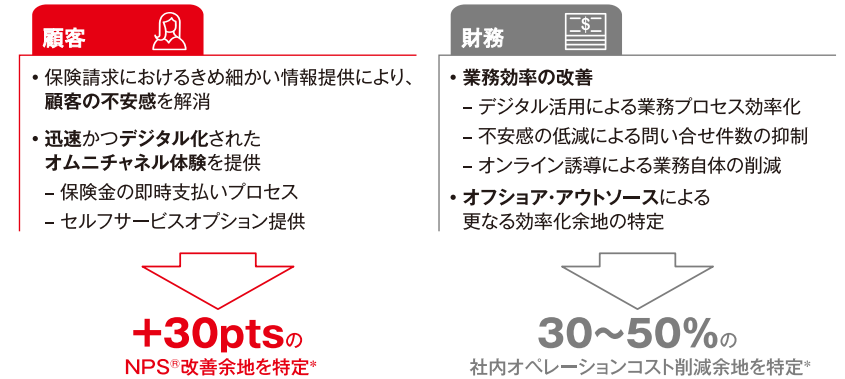 顧客
・保険請求におけるきめ細かい情報提供により、
顧客の不安感を解消
・迅速かつデジタル化された
オムニチャネル体験を提供
– 保険金の即時支払いプロセス
– セルフサービスオプション提供
+30ptsの
NPS®改善余地を特定*
財務
$
・業務効率の改善
– デジタル活用による業務プロセス効率化
– 不安感の低減による問い合せ件数の抑制
– オンライン誘導による業務自体の削減
・オフショア・アウトソースによる
更なる効率化余地の特定
30〜50%の
社内オペレーションコスト削減余地を特定*